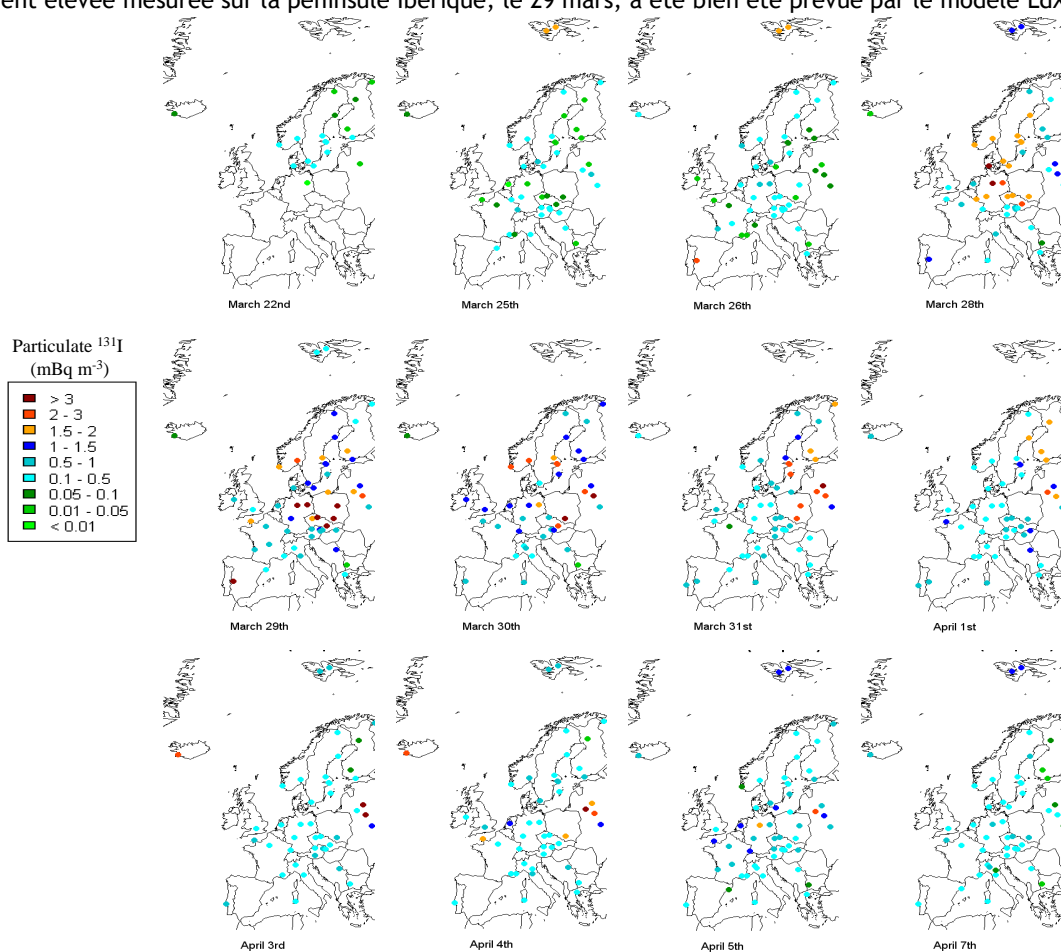 ent élevée mesurée sur la péninsule ibérique, le 29 mars, a été bien été prévue par le modèle
March 22nd
March 25th
March 26th
March 28th
Particulate ¹³¹I
(mBq m⁻³)
> 3
2 - 3
1.5 - 2
1 - 1.5
0.5 - 1
0.1 - 0.5
0.05 - 0.1
0.01 - 0.05
< 0.01
March 29th
March 30th
March 31st
April 1st
April 3rd
April 4th
April 5th
April 7th